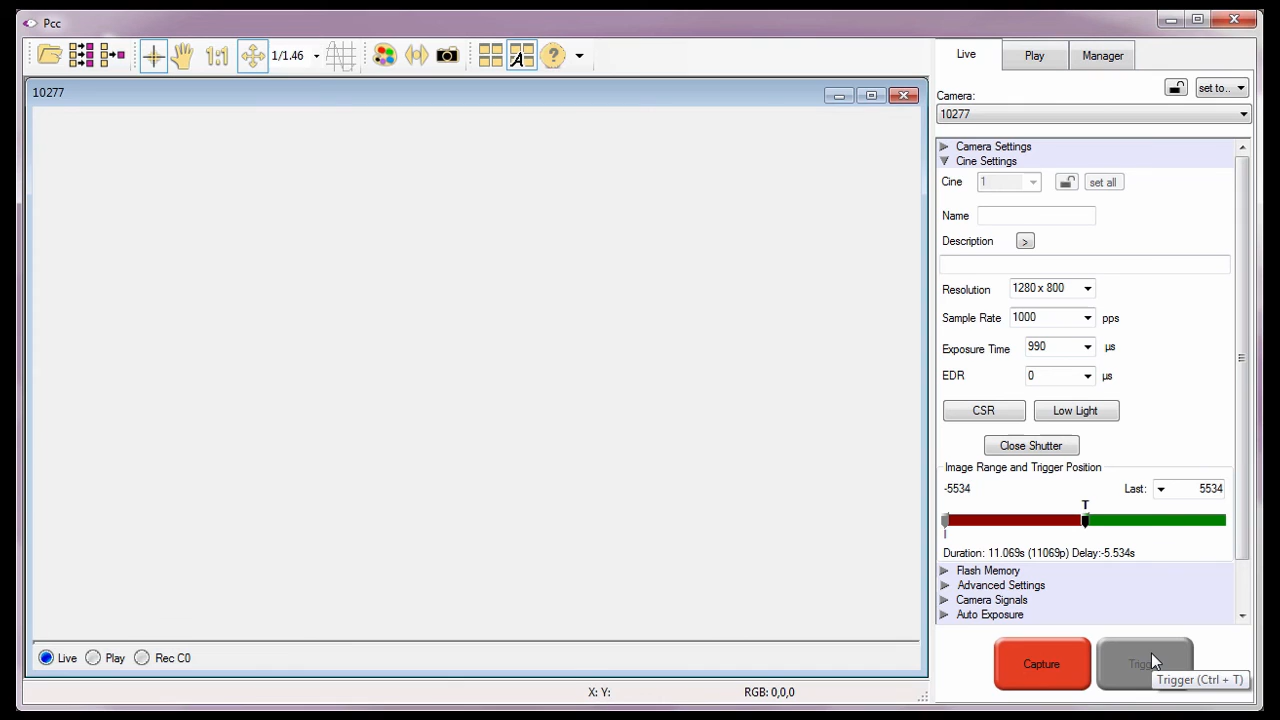 Pcc
1:1 1/1.46 A ?
Live Play Manager
10277
Camera: set to..
10277
Camera Settings
Cine Settings
Cine 1 set all
Name
Description >
Resolution 1280 x 800
Sample Rate 1000 pps
Exposure Time 990 µs
EDR 0 µs
CSR Low Light
Close Shutter
Image Range and Trigger Position
-5534 Last: 5534
T
I
Duration: 11.069s (11069p) Delay:-5.534s
Flash Memory
Advanced Settings
Camera Signals
Auto Exposure
Live Play Rec C0
Capture
Trigger (Ctrl + T)
X: Y: RGB: 0,0,0